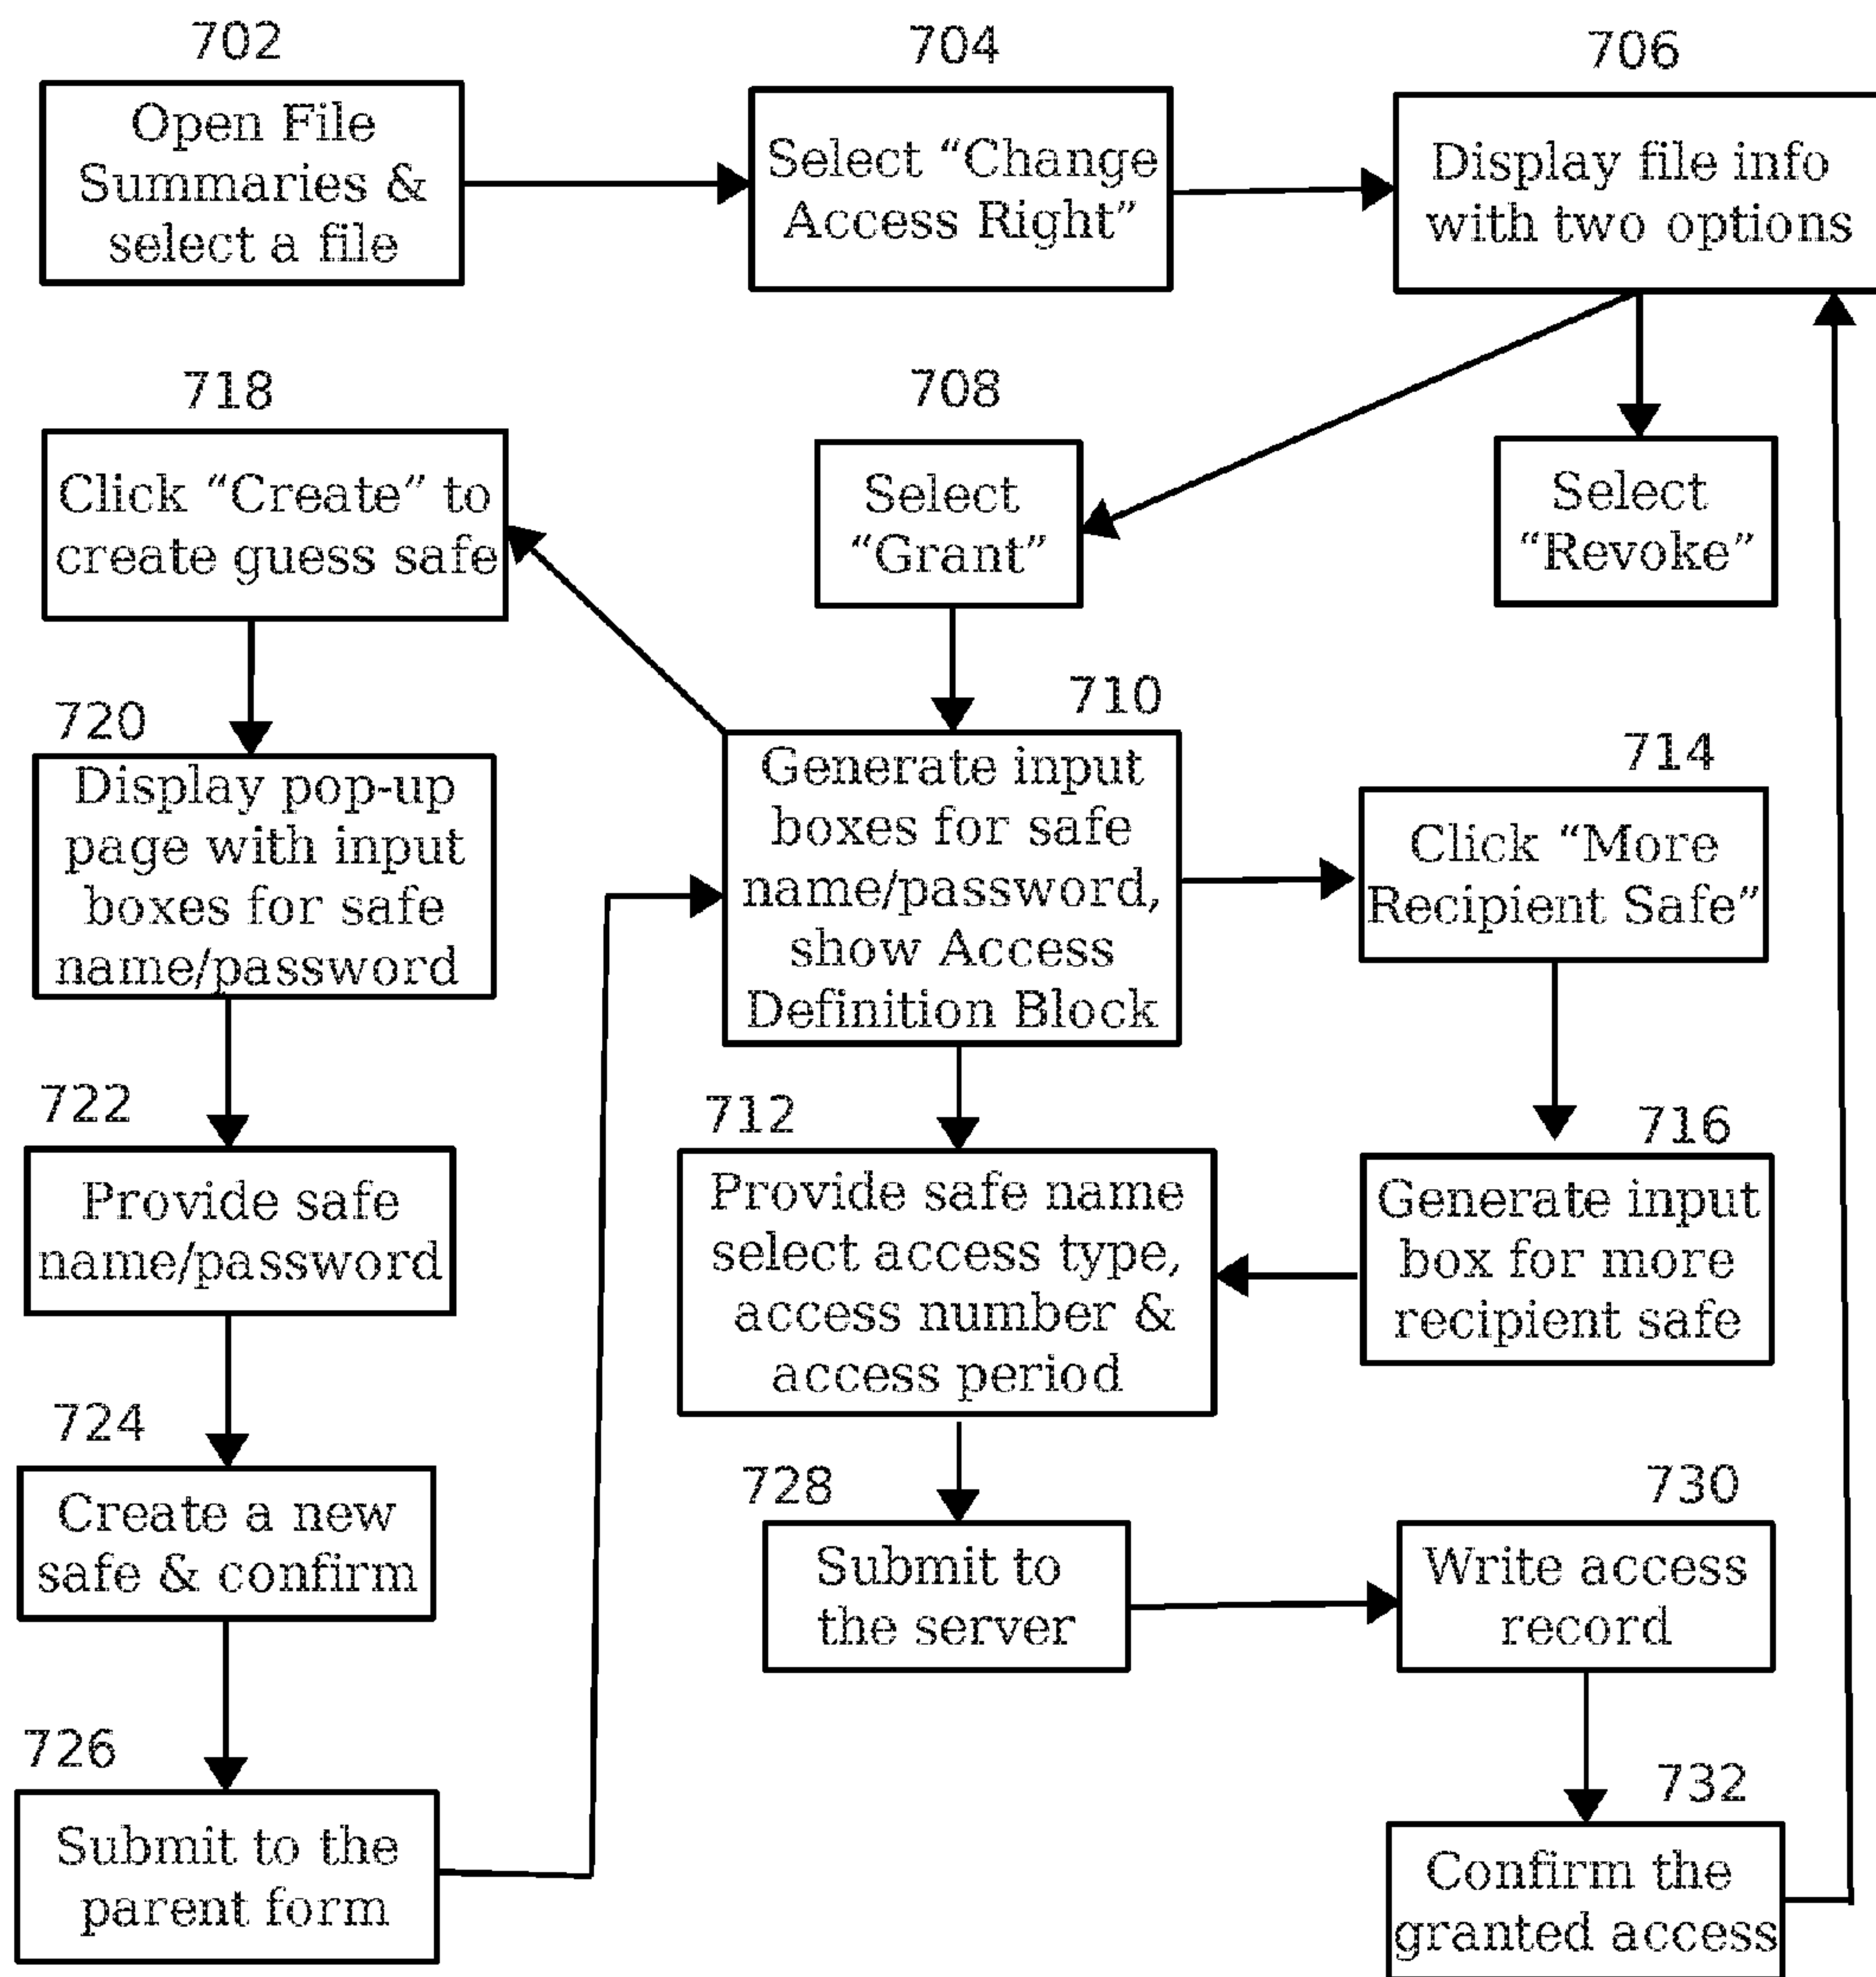 702
Open File
Summaries &
select a file
704
Select “Change
Access Right”
706
Display file info
with two options
718
Click “Create” to
create guess safe
708
Select
“Grant”
Select
“Revoke”
720
Display pop-up
page with input
boxes for safe
name/password
710
Generate input
boxes for safe
name/password,
show Access
Definition Block
714
Click “More
Recipient Safe”
722
Provide safe
name/password
712
Provide safe name
select access type,
access number &
access period
716
Generate input
box for more
recipient safe
724
Create a new
safe & confirm
728
Submit to
the server
730
Write access
record
726
Submit to the
parent form
732
Confirm the
granted access